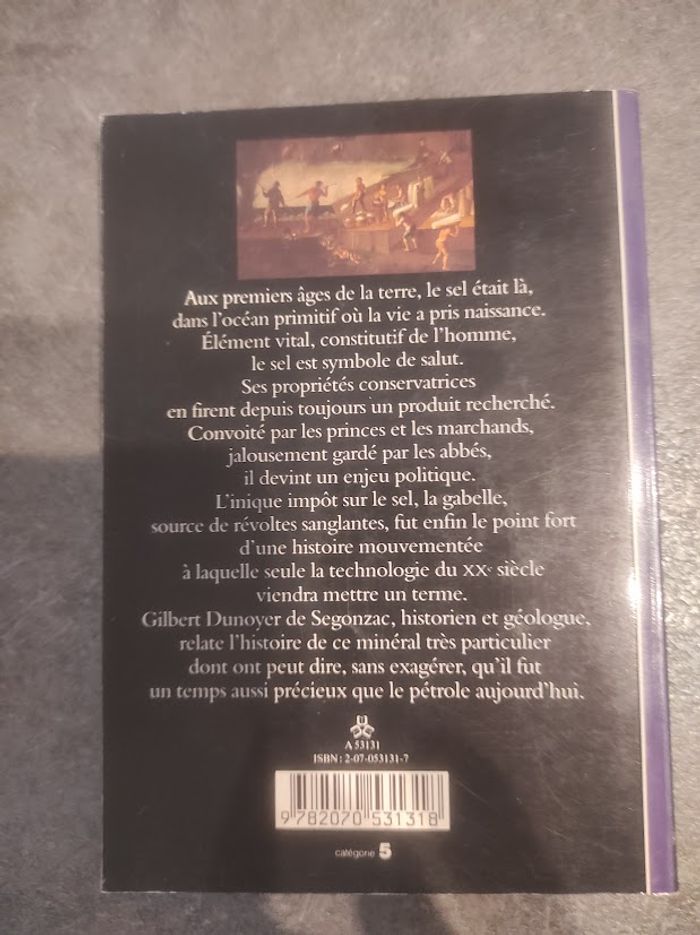 Aux premiers âges de la terre, le sel était là,
dans l'océan primitif où la vie a pris naissance.
Élément vital, constitutif de l'homme,
le sel est symbole de salut.
Ses propriétés conservatrices
en firent depuis toujours un produit recherché.
Convoité par les princes et les marchands,
jalousement gardé par les abbés,
il devint un enjeu politique.
L'inique impôt sur le sel, la gabelle,
source de révoltes sanglantes, fut enfin le point fort
d'une histoire mouvementée
à laquelle seule la technologie du XXe siècle
viendra mettre un terme.
Gilbert Dunoyer de Segonzac, historien et géologue,
relate l'histoire de ce minéral très particulier
dont ont peut dire, sans exagérer, qu'il fut
un temps aussi précieux que le pétrole aujourd'hui.
A 53131
ISBN : 2-07-053131-7
9 782070 531318
catégorie 5